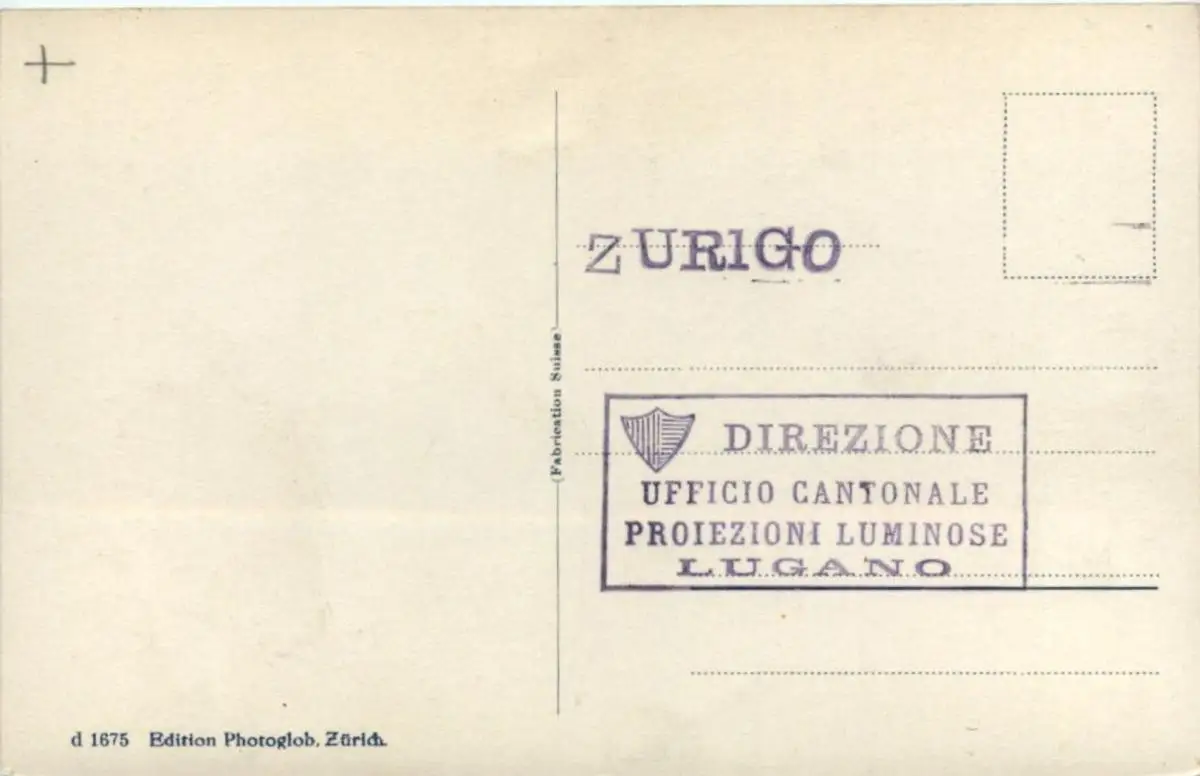 ZURIGO
(Fabrication Suisse)
DIREZIONE
UFFICIO CANTONALE
PROIEZIONI LUMINOSE
LUGANO
d 1675 Edition Photoglob, Zürich.